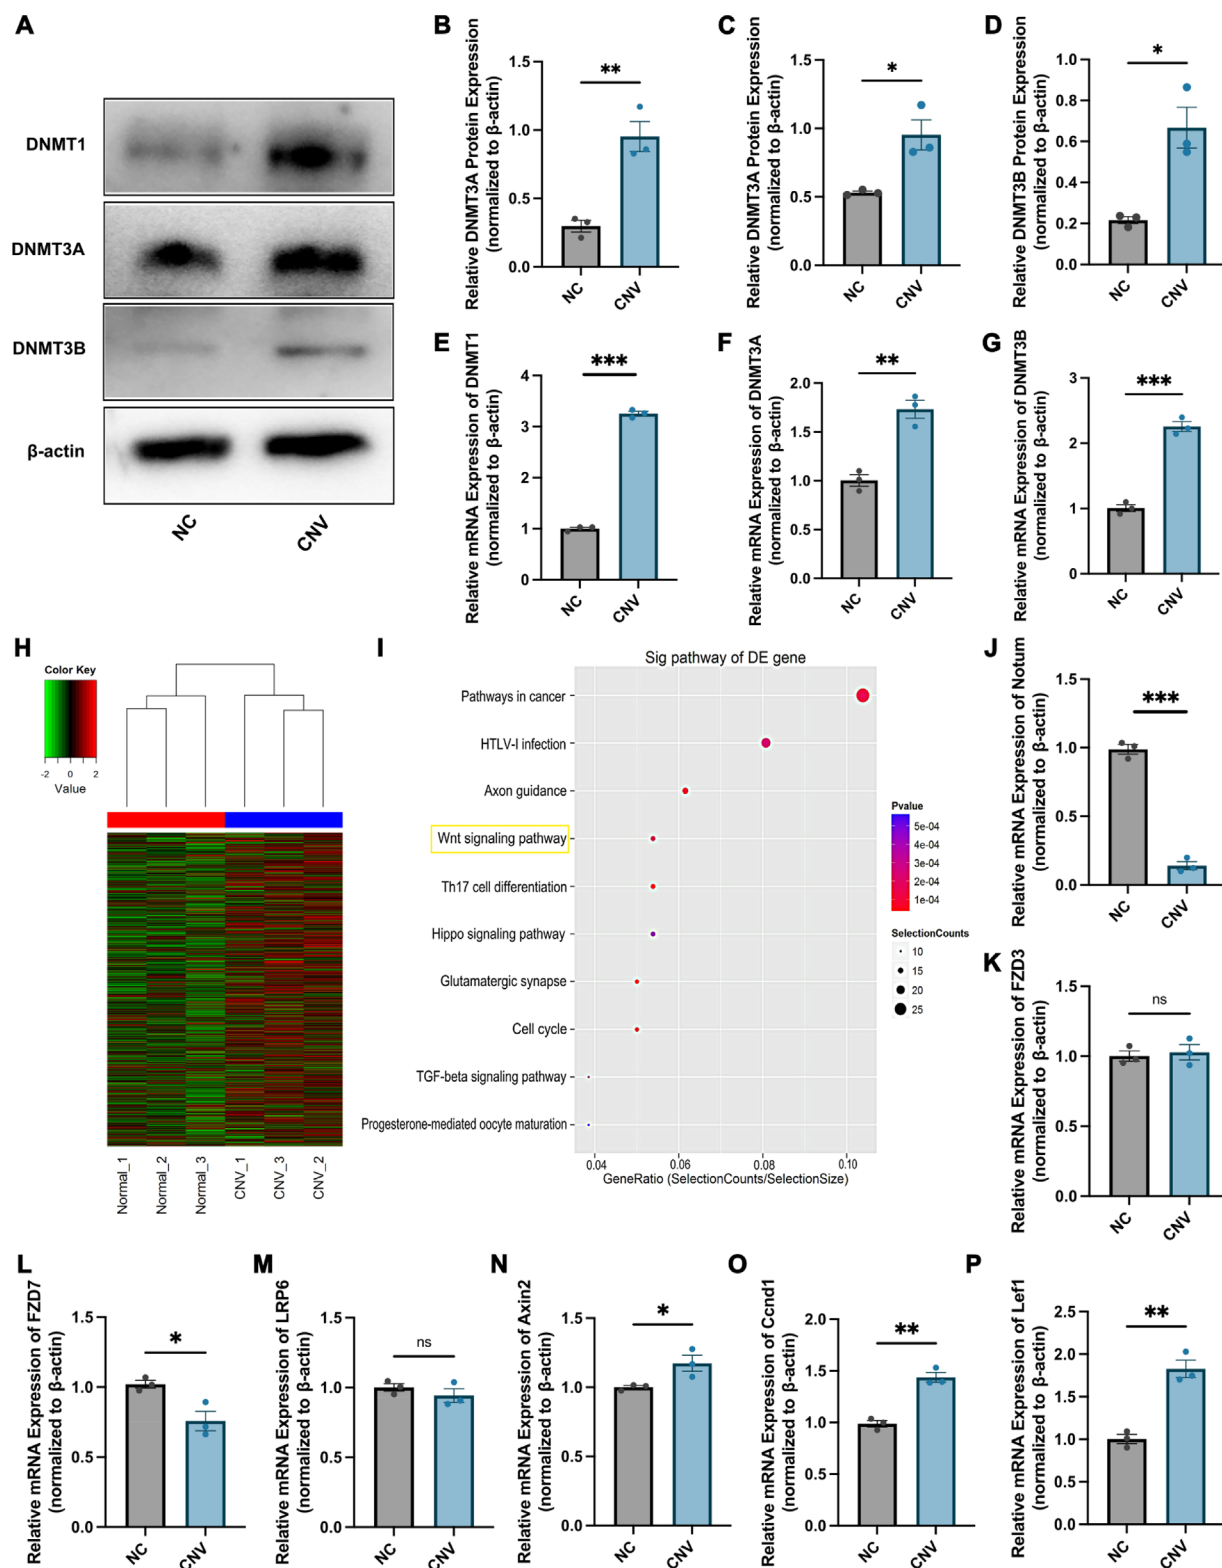 A
DNMT1
DNMT3A
DNMT3B
β-actin
NC
CNV
B
Relative DNMT3A Protein Expression
(normalized to β-actin)
1.5
1.0
0.5
0.0
**
NC
CNV
C
Relative DNMT3A Protein Expression
(normalized to β-actin)
1.5
1.0
0.5
0.0
*
NC
CNV
D
Relative DNMT3B Protein Expression
(normalized to β-actin)
1.0
0.8
0.6
0.4
0.2
0.0
*
NC
CNV
E
Relative mRNA Expression of DNMT1
(normalized to β-actin)
4
3
2
1
0
***
NC
CNV
F
Relative mRNA Expression of DNMT3A
(normalized to β-actin)
2.0
1.5
1.0
0.5
0.0
**
NC
CNV
G
Relative mRNA Expression of DNMT3B
(normalized to β-actin)
3
2
1
0
***
NC
CNV
H
Color Key
-2 0 2
Value
Normal_1
Normal_2
Normal_3
CNV_1
CNV_3
CNV_2
I
Sig pathway of DE gene
Pathways in cancer
HTLV-I infection
Axon guidance
Wnt signaling pathway
Th17 cell differentiation
Hippo signaling pathway
Glutamatergic synapse
Cell cycle
TGF-beta signaling pathway
Progesterone-mediated oocyte maturation
0.04 0.06 0.08 0.10
GeneRatio (SelectionCounts/SelectionSize)
Pvalue
5e-04
4e-04
3e-04
2e-04
1e-04
SelectionCounts
10
15
20
25
J
Relative mRNA Expression of Notum
(normalized to β-actin)
1.5
1.0
0.5
0.0
***
NC
CNV
K
Relative mRNA Expression of FZD3
(normalized to β-actin)
1.5
1.0
0.5
0.0
ns
NC
CNV
L
Relative mRNA Expression of FZD7
(normalized to β-actin)
1.5
1.0
0.5
0.0
*
NC
CNV
M
Relative mRNA Expression of LRP6
(normalized to β-actin)
1.5
1.0
0.5
0.0
ns
NC
CNV
N
Relative mRNA Expression of Axin2
(normalized to β-actin)
1.5
1.0
0.5
0.0
*
NC
CNV
O
Relative mRNA Expression of Ccnd1
(normalized to β-actin)
2.0
1.5
1.0
0.5
0.0
**
NC
CNV
P
Relative mRNA Expression of Lef1
(normalized to β-actin)
2.5
2.0
1.5
1.0
0.5
0.0
**
NC
CNV